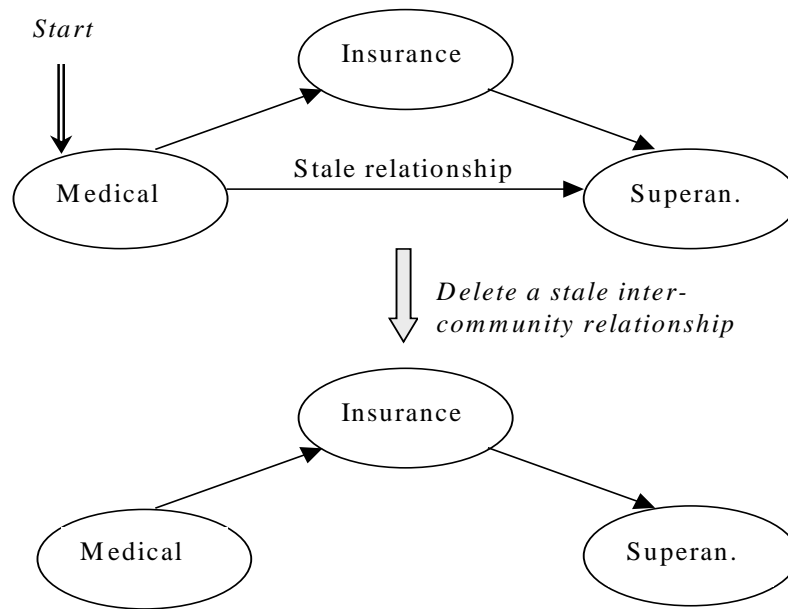 Start
Insurance
Stale relationship
Medical
Superan.
Delete a stale inter-
community relationship
Insurance
Medical
Superan.